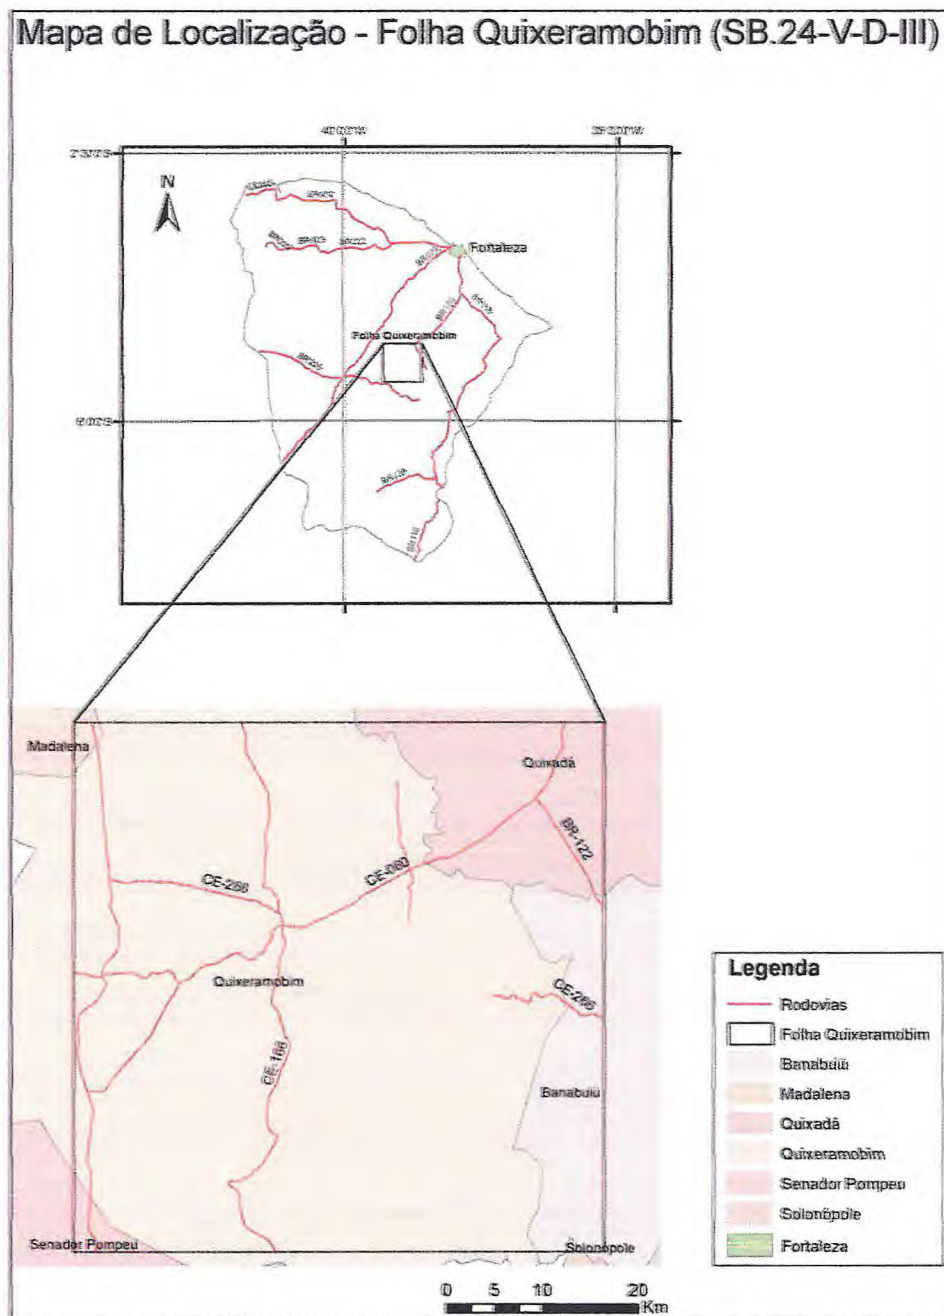 Mapa de Localização - Folha Quixeramobim (SB.24-V-D-III)
N
Fortaleza
Folha Quixeramobim
Madalena
Quixadá
BR-122
CE-060
CE-266
Quixeramobim
CE-266
CE-166
Banabuiú
Senador Pompeu
Solonópole
Legenda
Rodovias
Folha Quixeramobim
Banabuiú
Madalena
Quixadá
Quixeramobim
Senador Pompeu
Solonópole
Fortaleza
0 5 10 20
Km